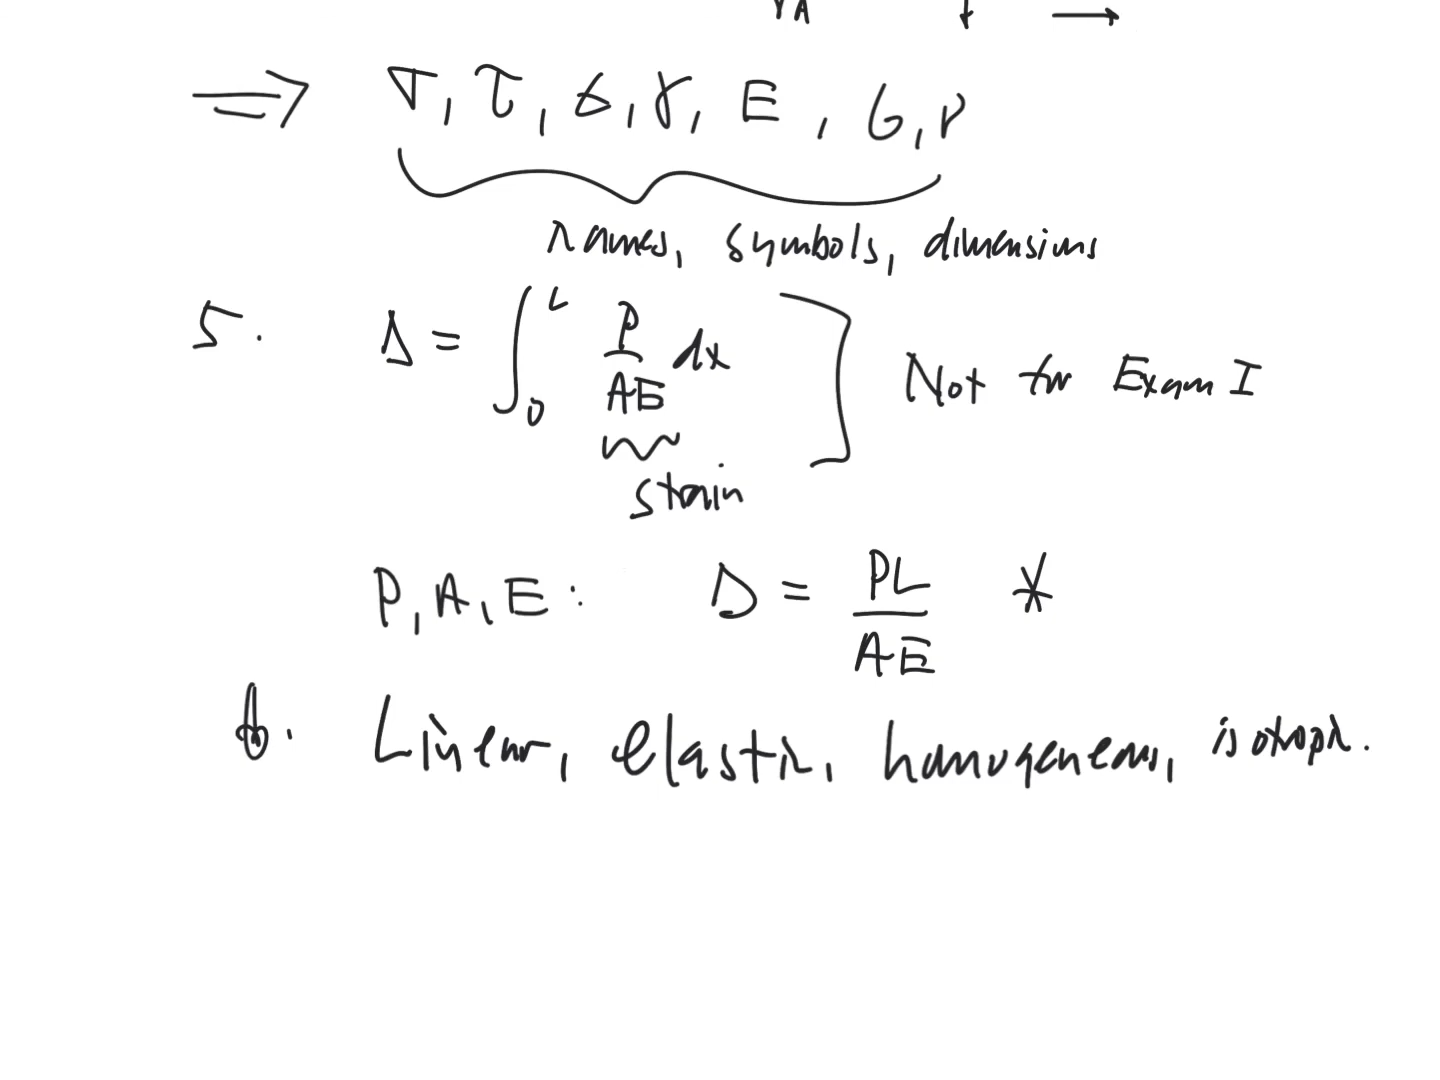 ⇒ σ, τ, ε, γ, E, G, ν
names, symbols, dimensions
5. Δ = ∫₀ᴸ P/AE dx ] Not for Exam I
strain
P, A, E: Δ = PL/AE *
6. Linear, elastic, homogeneous, isotropic.